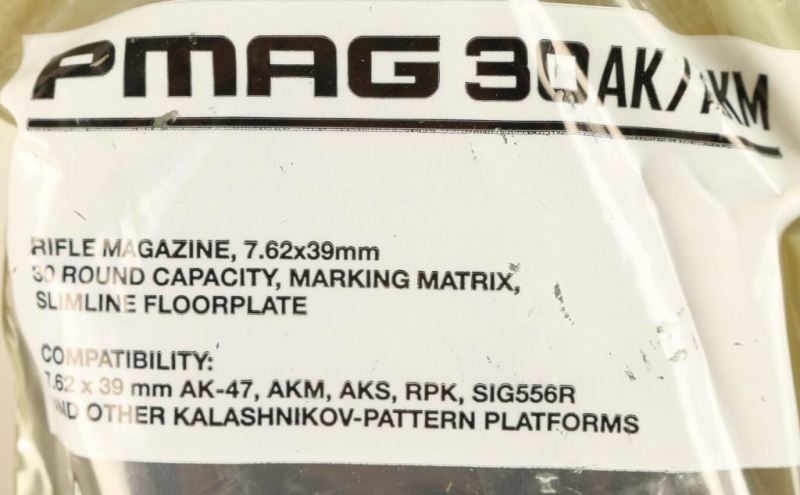 PMAG 30 AK/AKM
RIFLE MAGAZINE, 7.62x39mm
30 ROUND CAPACITY, MARKING MATRIX,
SLIMLINE FLOORPLATE
COMPATIBILITY:
7.62 x 39 mm AK-47, AKM, AKS, RPK, SIG556R
AND OTHER KALASHNIKOV-PATTERN PLATFORMS